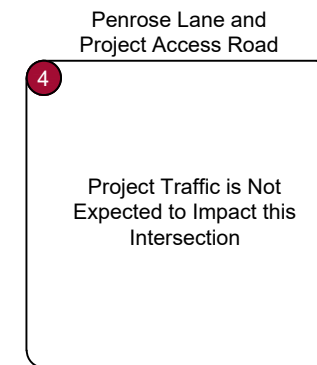 Penrose Lane and
Project Access Road
4
Project Traffic is Not
Expected to Impact this
Intersection